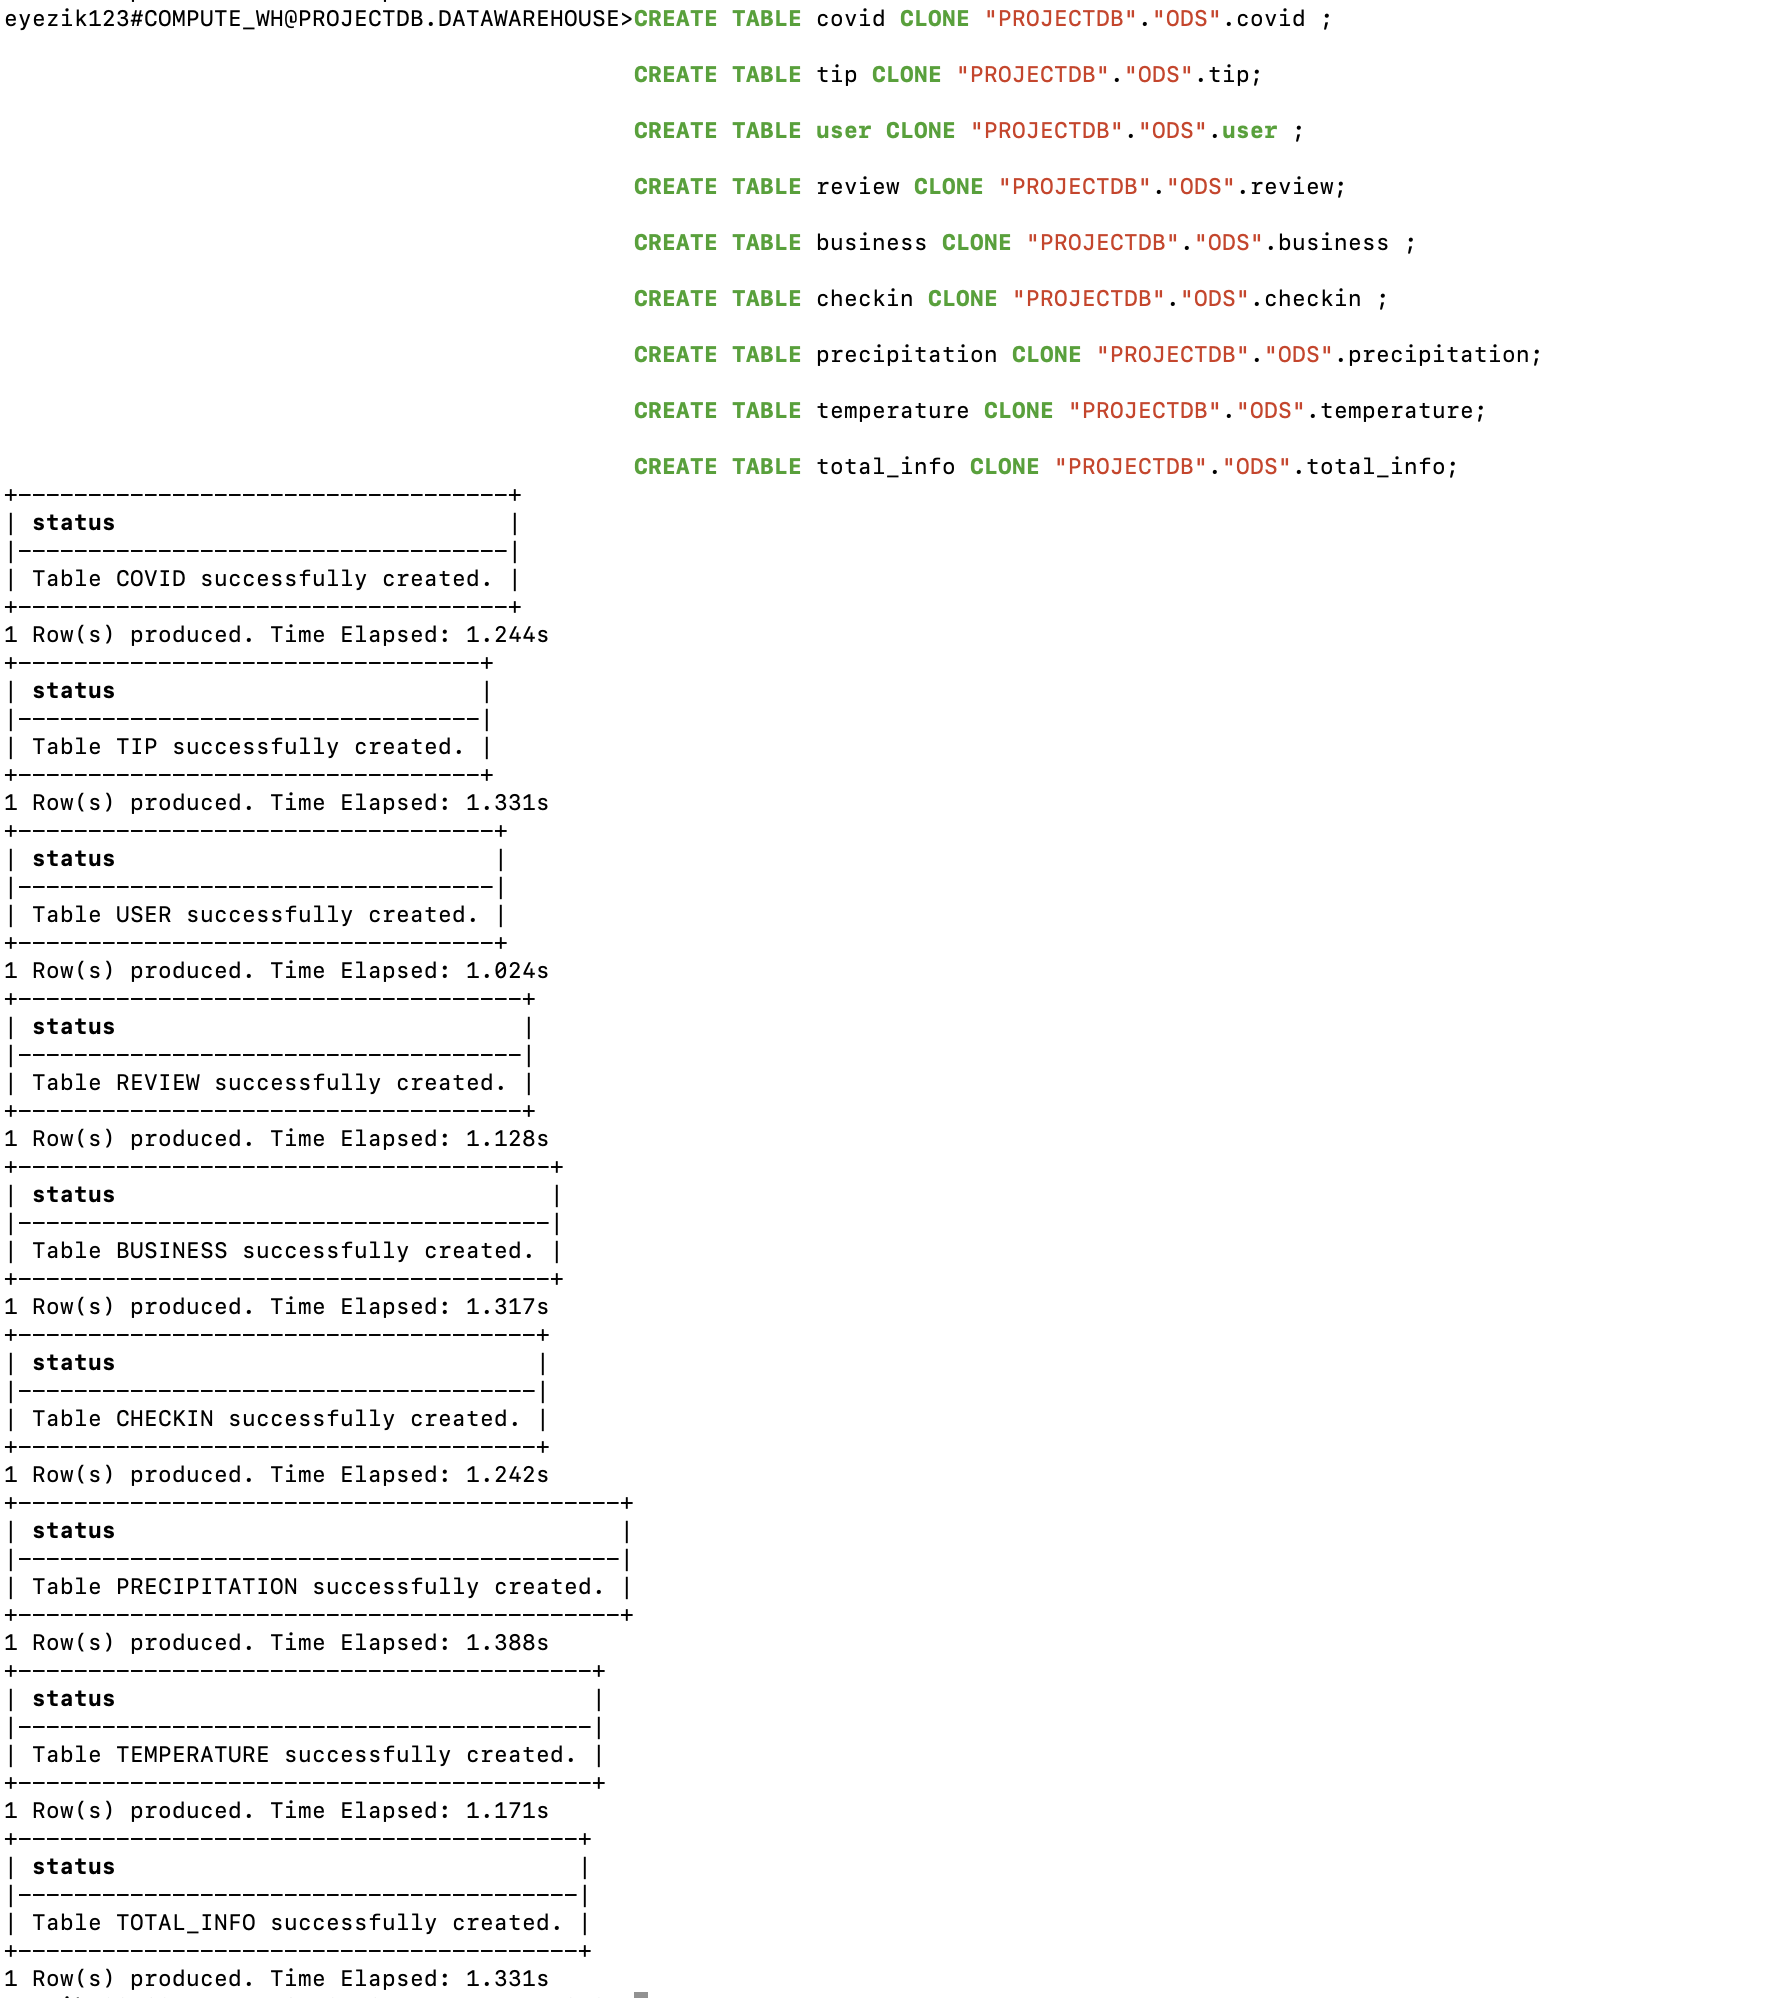 eyezik123#COMPUTE_WH@PROJECTDB.DATAWAREHOUSE>CREATE TABLE covid CLONE "PROJECTDB"."ODS".covid ;
CREATE TABLE tip CLONE "PROJECTDB"."ODS".tip;
CREATE TABLE user CLONE "PROJECTDB"."ODS".user ;
CREATE TABLE review CLONE "PROJECTDB"."ODS".review;
CREATE TABLE business CLONE "PROJECTDB"."ODS".business ;
CREATE TABLE checkin CLONE "PROJECTDB"."ODS".checkin ;
CREATE TABLE precipitation CLONE "PROJECTDB"."ODS".precipitation;
CREATE TABLE temperature CLONE "PROJECTDB"."ODS".temperature;
CREATE TABLE total_info CLONE "PROJECTDB"."ODS".total_info;
+-----------------------------------+
| status                            |
|-----------------------------------|
| Table COVID successfully created. |
+-----------------------------------+
1 Row(s) produced. Time Elapsed: 1.244s
+---------------------------------+
| status                          |
|---------------------------------|
| Table TIP successfully created. |
+---------------------------------+
1 Row(s) produced. Time Elapsed: 1.331s
+----------------------------------+
| status                           |
|----------------------------------|
| Table USER successfully created. |
+----------------------------------+
1 Row(s) produced. Time Elapsed: 1.024s
+------------------------------------+
| status                             |
|------------------------------------|
| Table REVIEW successfully created. |
+------------------------------------+
1 Row(s) produced. Time Elapsed: 1.128s
+--------------------------------------+
| status                               |
|--------------------------------------|
| Table BUSINESS successfully created. |
+--------------------------------------+
1 Row(s) produced. Time Elapsed: 1.317s
+-------------------------------------+
| status                              |
|-------------------------------------|
| Table CHECKIN successfully created. |
+-------------------------------------+
1 Row(s) produced. Time Elapsed: 1.242s
+-------------------------------------------+
| status                                    |
|-------------------------------------------|
| Table PRECIPITATION successfully created. |
+-------------------------------------------+
1 Row(s) produced. Time Elapsed: 1.388s
+-----------------------------------------+
| status                                  |
|-----------------------------------------|
| Table TEMPERATURE successfully created. |
+-----------------------------------------+
1 Row(s) produced. Time Elapsed: 1.171s
+----------------------------------------+
| status                                 |
|----------------------------------------|
| Table TOTAL_INFO successfully created. |
+----------------------------------------+
1 Row(s) produced. Time Elapsed: 1.331s